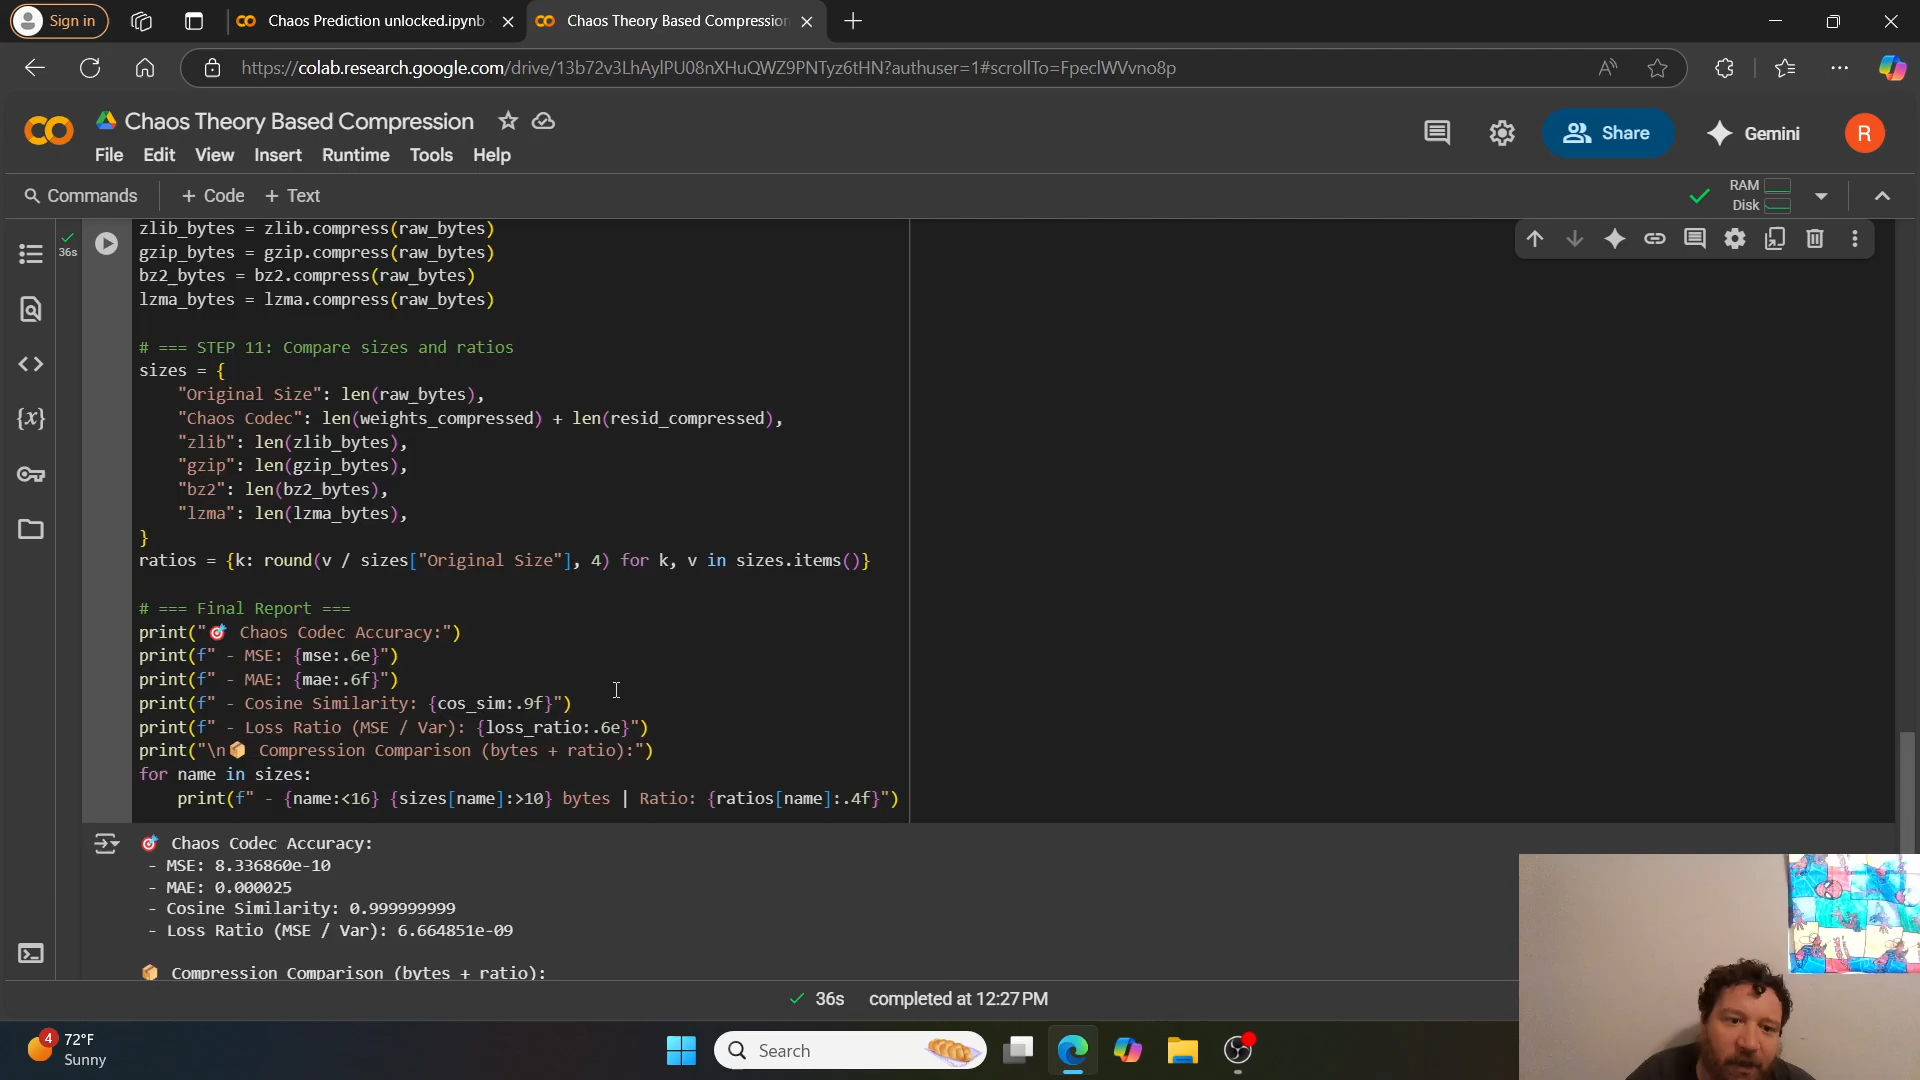 Sign in
Chaos Prediction unlocked.ipynb
Chaos Theory Based Compression
https://colab.research.google.com/drive/13b72v3LhAylPU08nXHuQWZ9PNTyz6tHN?authuser=1#scrollTo=FpeclWVvno8p
Chaos Theory Based Compression
Share
Gemini
R
File Edit View Insert Runtime Tools Help
Commands
+ Code + Text
RAM
Disk
36s
zlib_bytes = zlib.compress(raw_bytes)
gzip_bytes = gzip.compress(raw_bytes)
bz2_bytes = bz2.compress(raw_bytes)
lzma_bytes = lzma.compress(raw_bytes)
# === STEP 11: Compare sizes and ratios
sizes = {
"Original Size": len(raw_bytes),
"Chaos Codec": len(weights_compressed) + len(resid_compressed),
"zlib": len(zlib_bytes),
"gzip": len(gzip_bytes),
"bz2": len(bz2_bytes),
"lzma": len(lzma_bytes),
}
ratios = {k: round(v / sizes["Original Size"], 4) for k, v in sizes.items()}
# === Final Report ===
print("🎯 Chaos Codec Accuracy:")
print(f" - MSE: {mse:.6e}")
print(f" - MAE: {mae:.6f}")
print(f" - Cosine Similarity: {cos_sim:.9f}")
print(f" - Loss Ratio (MSE / Var): {loss_ratio:.6e}")
print("\n📦 Compression Comparison (bytes + ratio):")
for name in sizes:
print(f" - {name:<16} {sizes[name]:>10} bytes | Ratio: {ratios[name]:.4f}")
🎯 Chaos Codec Accuracy:
- MSE: 8.336860e-10
- MAE: 0.000025
- Cosine Similarity: 0.999999999
- Loss Ratio (MSE / Var): 6.664851e-09
📦 Compression Comparison (bytes + ratio):
36s completed at 12:27 PM
4
72°F
Sunny
Search